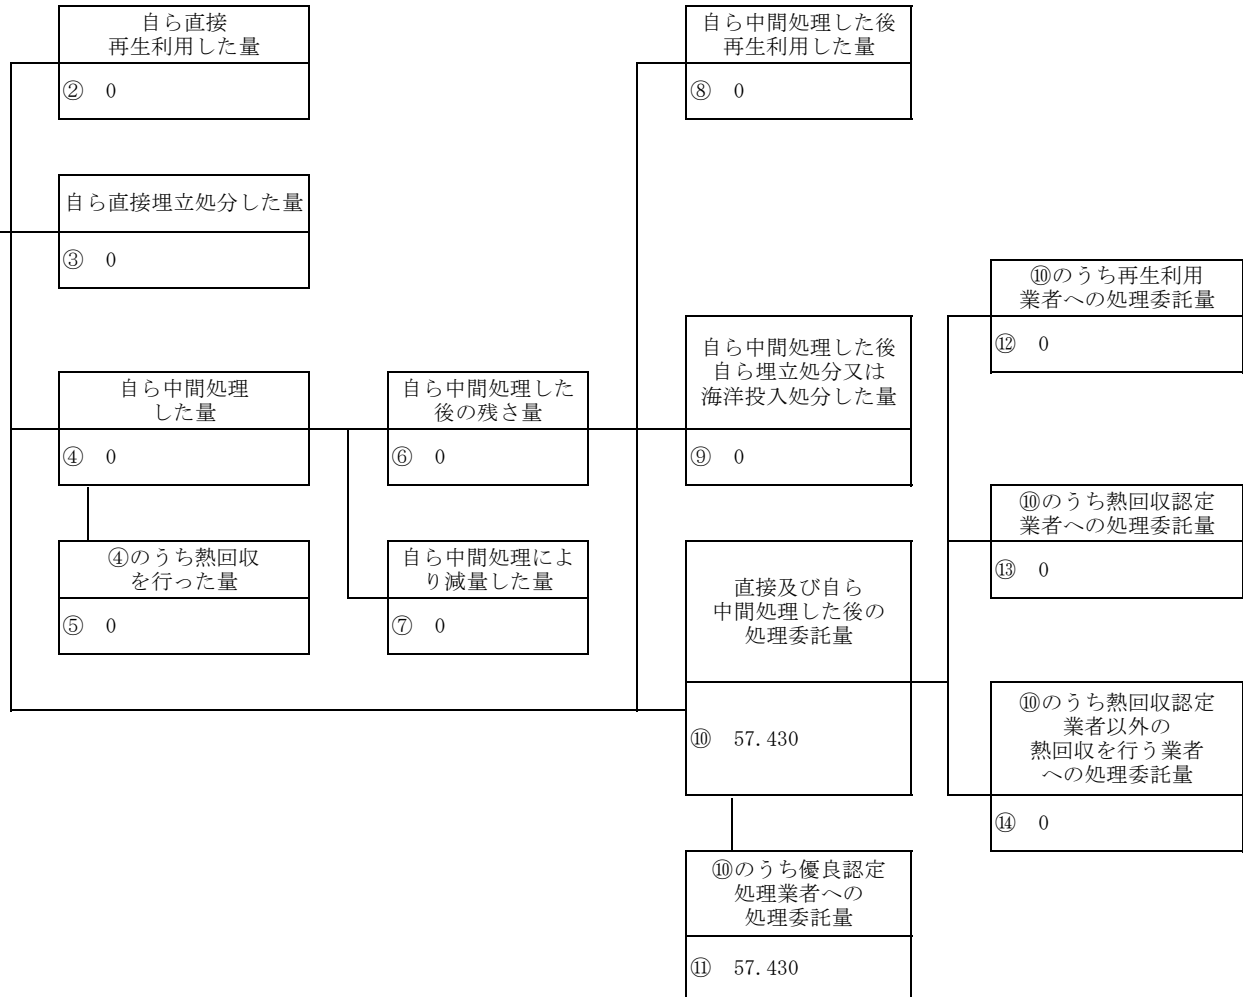 自ら直接
再生利用した量
② 0
自ら直接埋立処分した量
③ 0
自ら中間処理
した量
④ 0
④のうち熱回収
を行った量
⑤ 0
自ら中間処理した
後の残さ量
⑥ 0
自ら中間処理によ
り減量した量
⑦ 0
自ら中間処理した後
再生利用した量
⑧ 0
自ら中間処理した後
自ら埋立処分又は
海洋投入処分した量
⑨ 0
直接及び自ら
中間処理した後の
処理委託量
⑩ 57.430
⑩のうち優良認定
処理業者への
処理委託量
⑪ 57.430
⑩のうち再生利用
業者への処理委託量
⑫ 0
⑩のうち熱回収認定
業者への処理委託量
⑬ 0
⑩のうち熱回収認定
業者以外の
熱回収を行う業者
への処理委託量
⑭ 0